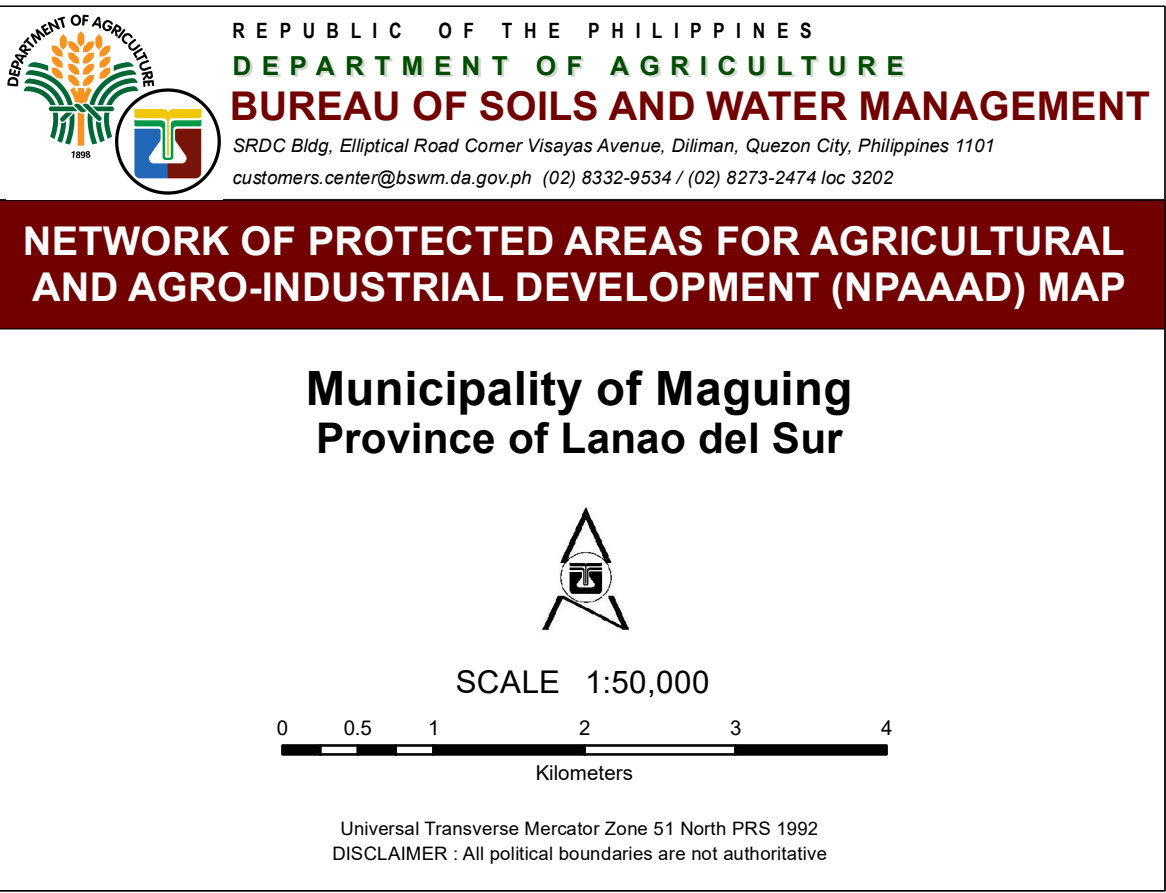 DEPARTMENT OF AGRICULTURE
1898
REPUBLIC OF THE PHILIPPINES
DEPARTMENT OF AGRICULTURE
BUREAU OF SOILS AND WATER MANAGEMENT
SRDC Bldg, Elliptical Road Corner Visayas Avenue, Diliman, Quezon City, Philippines 1101
customers.center@bswm.da.gov.ph (02) 8332-9534 / (02) 8273-2474 loc 3202
NETWORK OF PROTECTED AREAS FOR AGRICULTURAL
AND AGRO-INDUSTRIAL DEVELOPMENT (NPAAAD) MAP
Municipality of Maguing
Province of Lanao del Sur
SCALE 1:50,000
0 0.5 1 2 3 4
Kilometers
Universal Transverse Mercator Zone 51 North PRS 1992
DISCLAIMER : All political boundaries are not authoritative